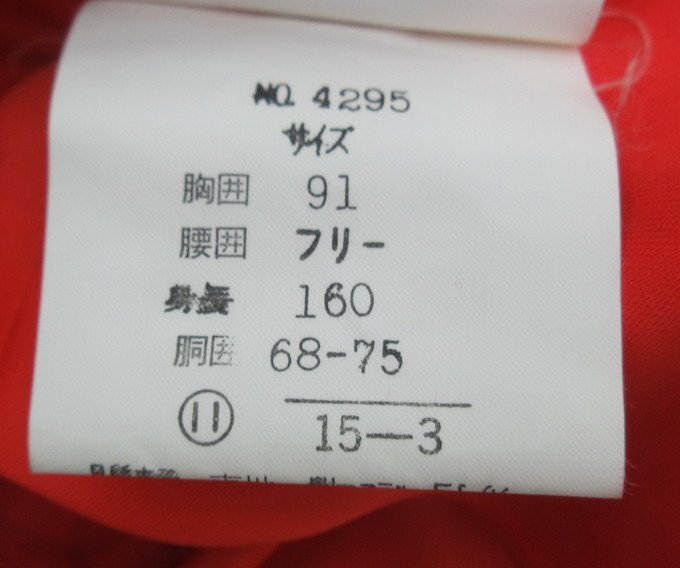 NO. 4295
サイズ
胸囲 91
腰囲 フリー
身長 160
胴囲 68-75
⑪ 15—3